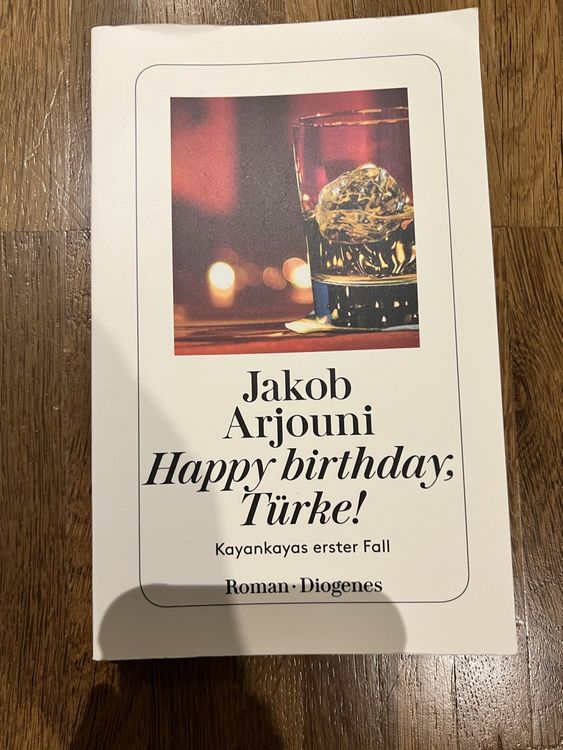 Jakob
Arjouni
Happy birthday,
Türke!
Kayankayas erster Fall
Roman · Diogenes